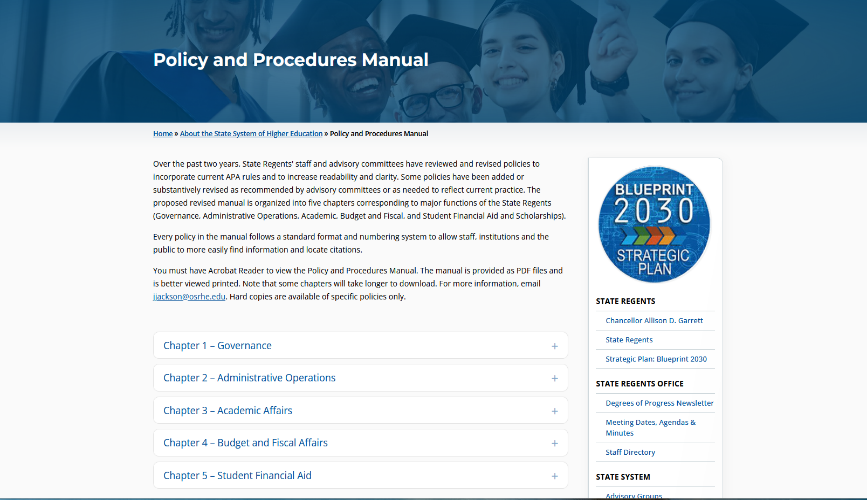 Policy and Procedures Manual
Home » About the State System of Higher Education » Policy and Procedures Manual
Over the past two years, State Regents' staff and advisory committees have reviewed and revised policies to
incorporate current APA rules and to increase readability and clarity. Some policies have been added or
substantively revised as recommended by advisory committees or as needed to reflect current practice. The
proposed revised manual is organized into five chapters corresponding to major functions of the State Regents
(Governance, Administrative Operations, Academic, Budget and Fiscal, and Student Financial Aid and Scholarships).
Every policy in the manual follows a standard format and numbering system to allow staff, institutions and the
public to more easily find information and locate citations.
You must have Acrobat Reader to view the Policy and Procedures Manual. The manual is provided as PDF files and
is better viewed printed. Note that some chapters will take longer to download. For more information, email
jjackson@osrhe.edu. Hard copies are available of specific policies only.
Chapter 1 – Governance +
Chapter 2 – Administrative Operations +
Chapter 3 – Academic Affairs +
Chapter 4 – Budget and Fiscal Affairs +
Chapter 5 – Student Financial Aid +
BLUEPRINT
2030
STRATEGIC
PLAN
STATE REGENTS
Chancellor Allison D. Garrett
State Regents
Strategic Plan: Blueprint 2030
STATE REGENTS OFFICE
Degrees of Progress Newsletter
Meeting Dates, Agendas &
Minutes
Staff Directory
STATE SYSTEM
Advisory Groups